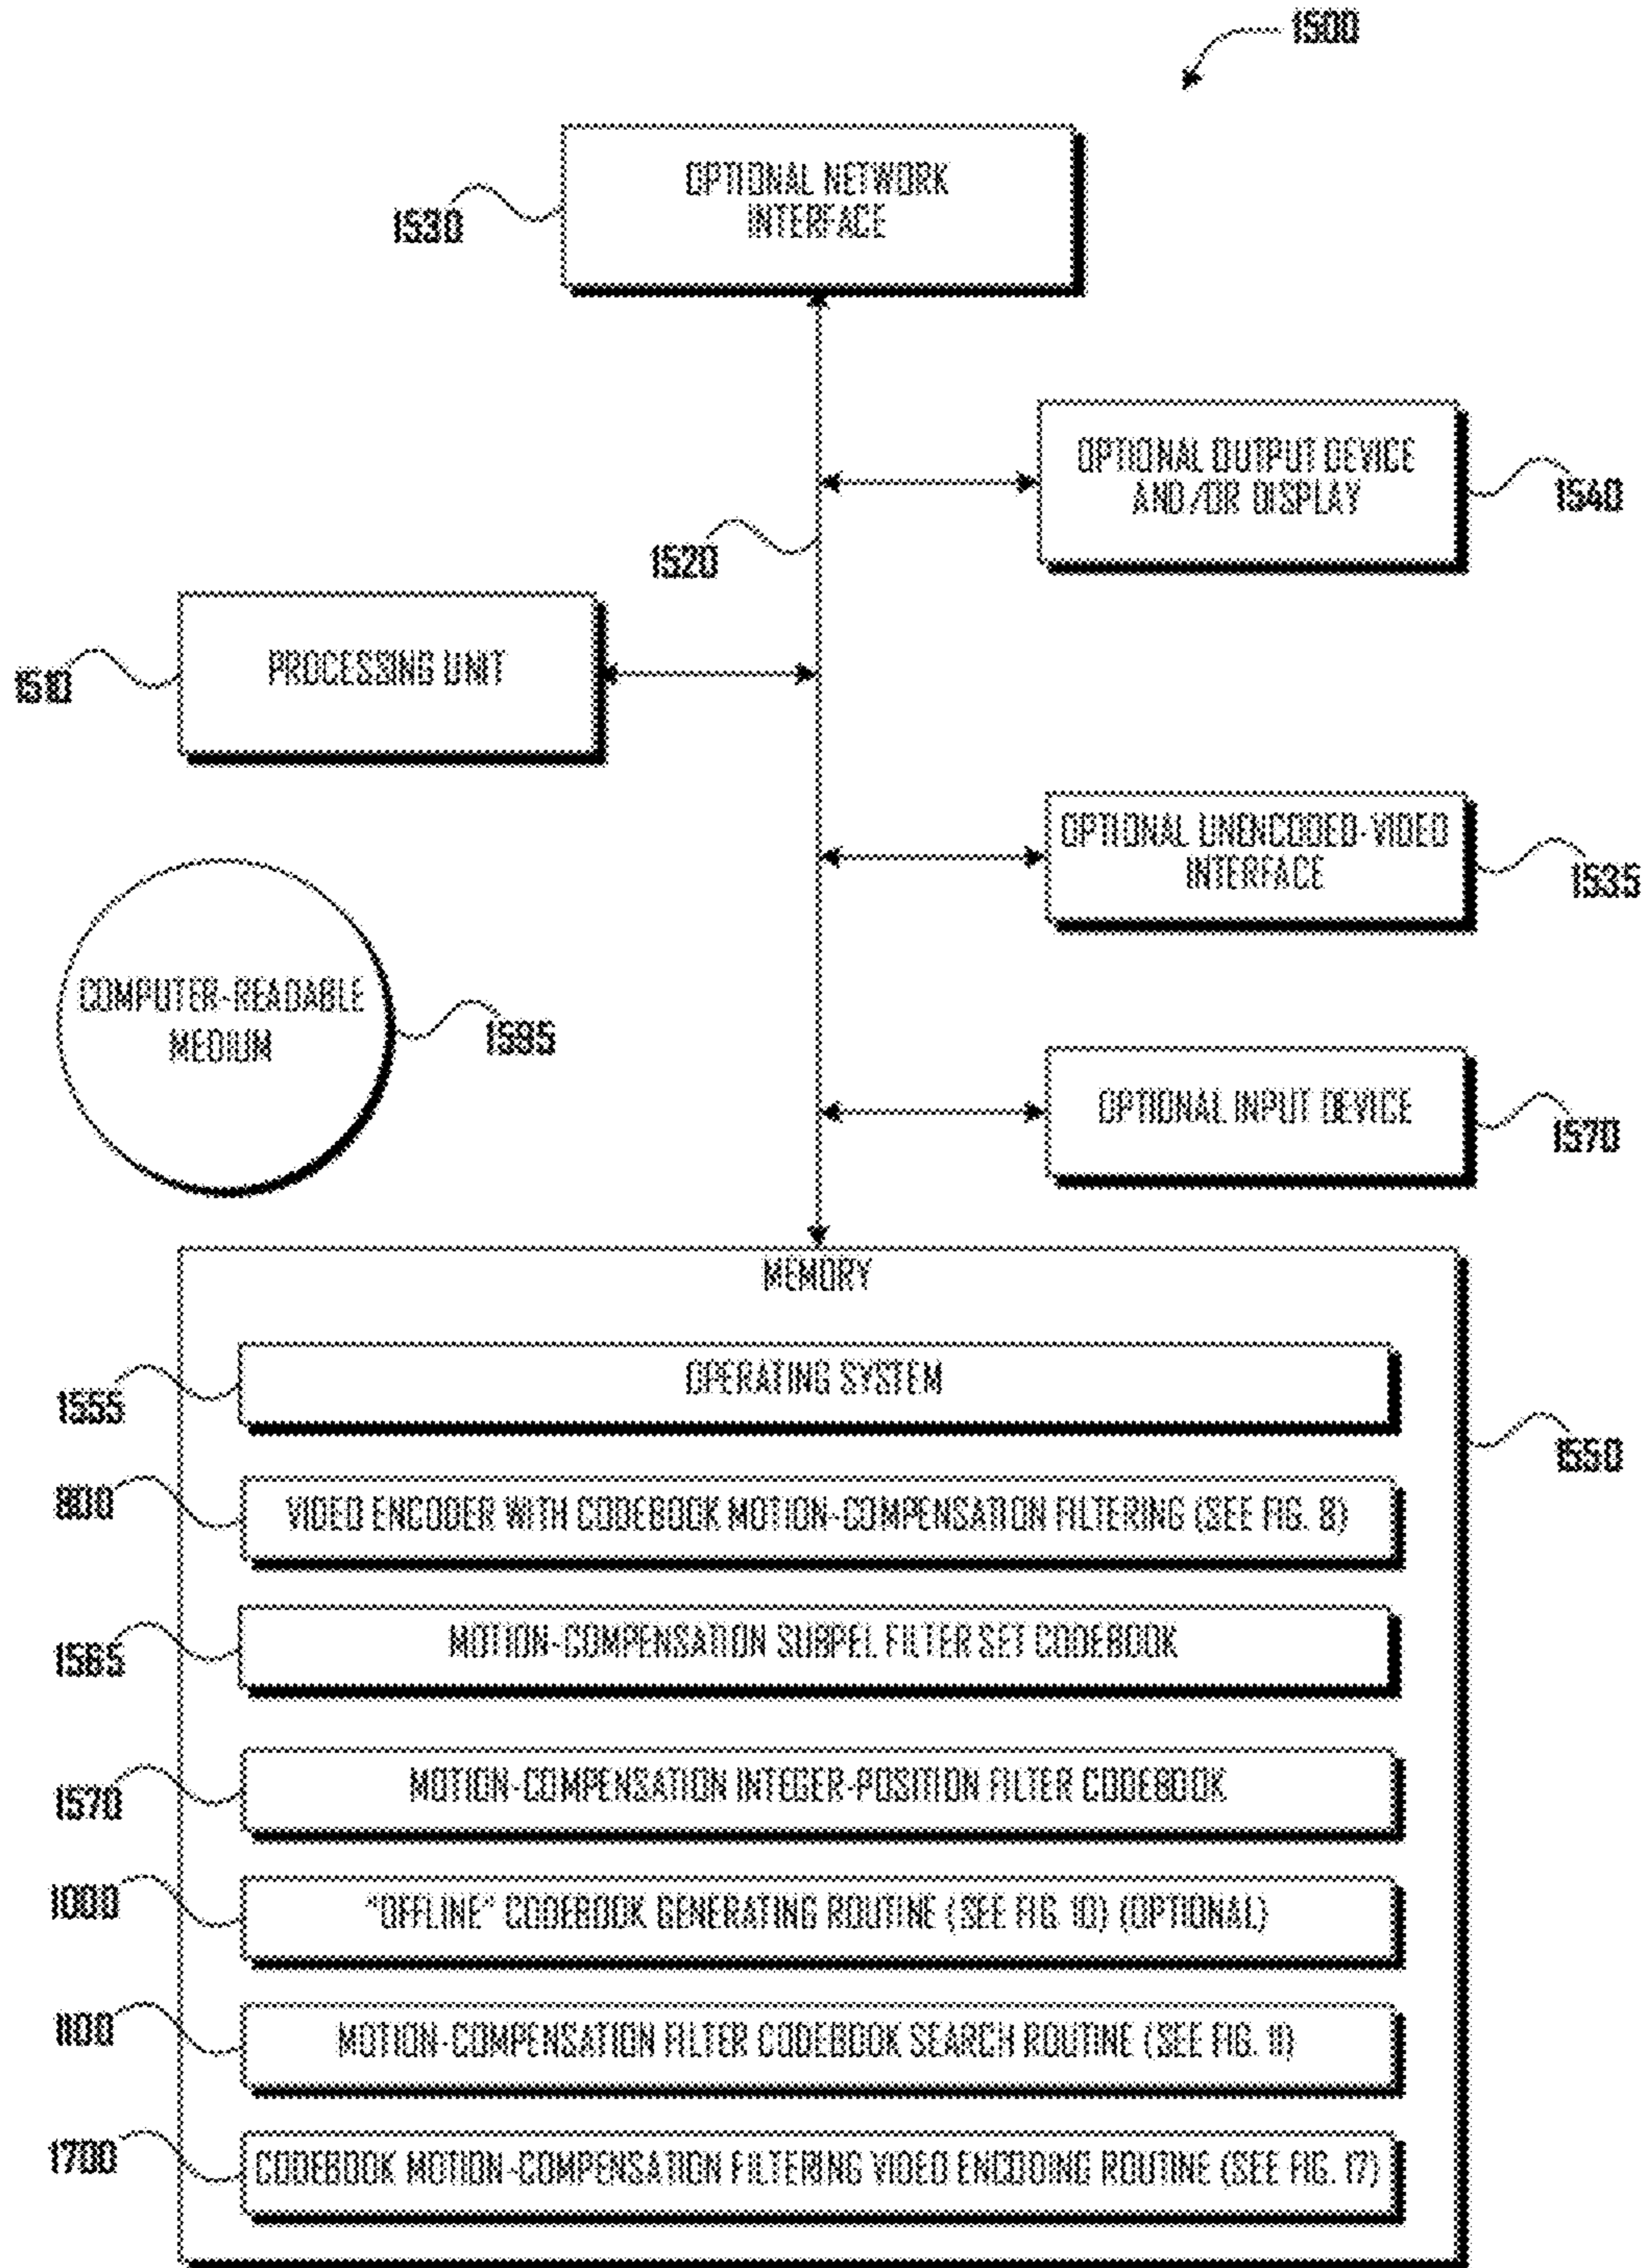 1500
OPTIONAL NETWORK
INTERFACE
1530
OPTIONAL OUTPUT DEVICE
AND/OR DISPLAY
1540
1520
PROCESSING UNIT
1510
OPTIONAL UNENCODED-VIDEO
INTERFACE
1535
COMPUTER-READABLE
MEDIUM
1595
OPTIONAL INPUT DEVICE
1570
MEMORY
OPERATING SYSTEM
1555
1550
800
VIDEO ENCODER WITH CODEBOOK MOTION-COMPENSATION FILTERING (SEE FIG. 8)
1565
MOTION-COMPENSATION SUBPEL FILTER SET CODEBOOK
1570
MOTION-COMPENSATION INTEGER-POSITION FILTER CODEBOOK
1000
"OFFLINE" CODEBOOK GENERATING ROUTINE (SEE FIG. 10) (OPTIONAL)
1100
MOTION-COMPENSATION FILTER CODEBOOK SEARCH ROUTINE (SEE FIG. 11)
1700
CODEBOOK MOTION-COMPENSATION FILTERING VIDEO ENCODING ROUTINE (SEE FIG. 17)